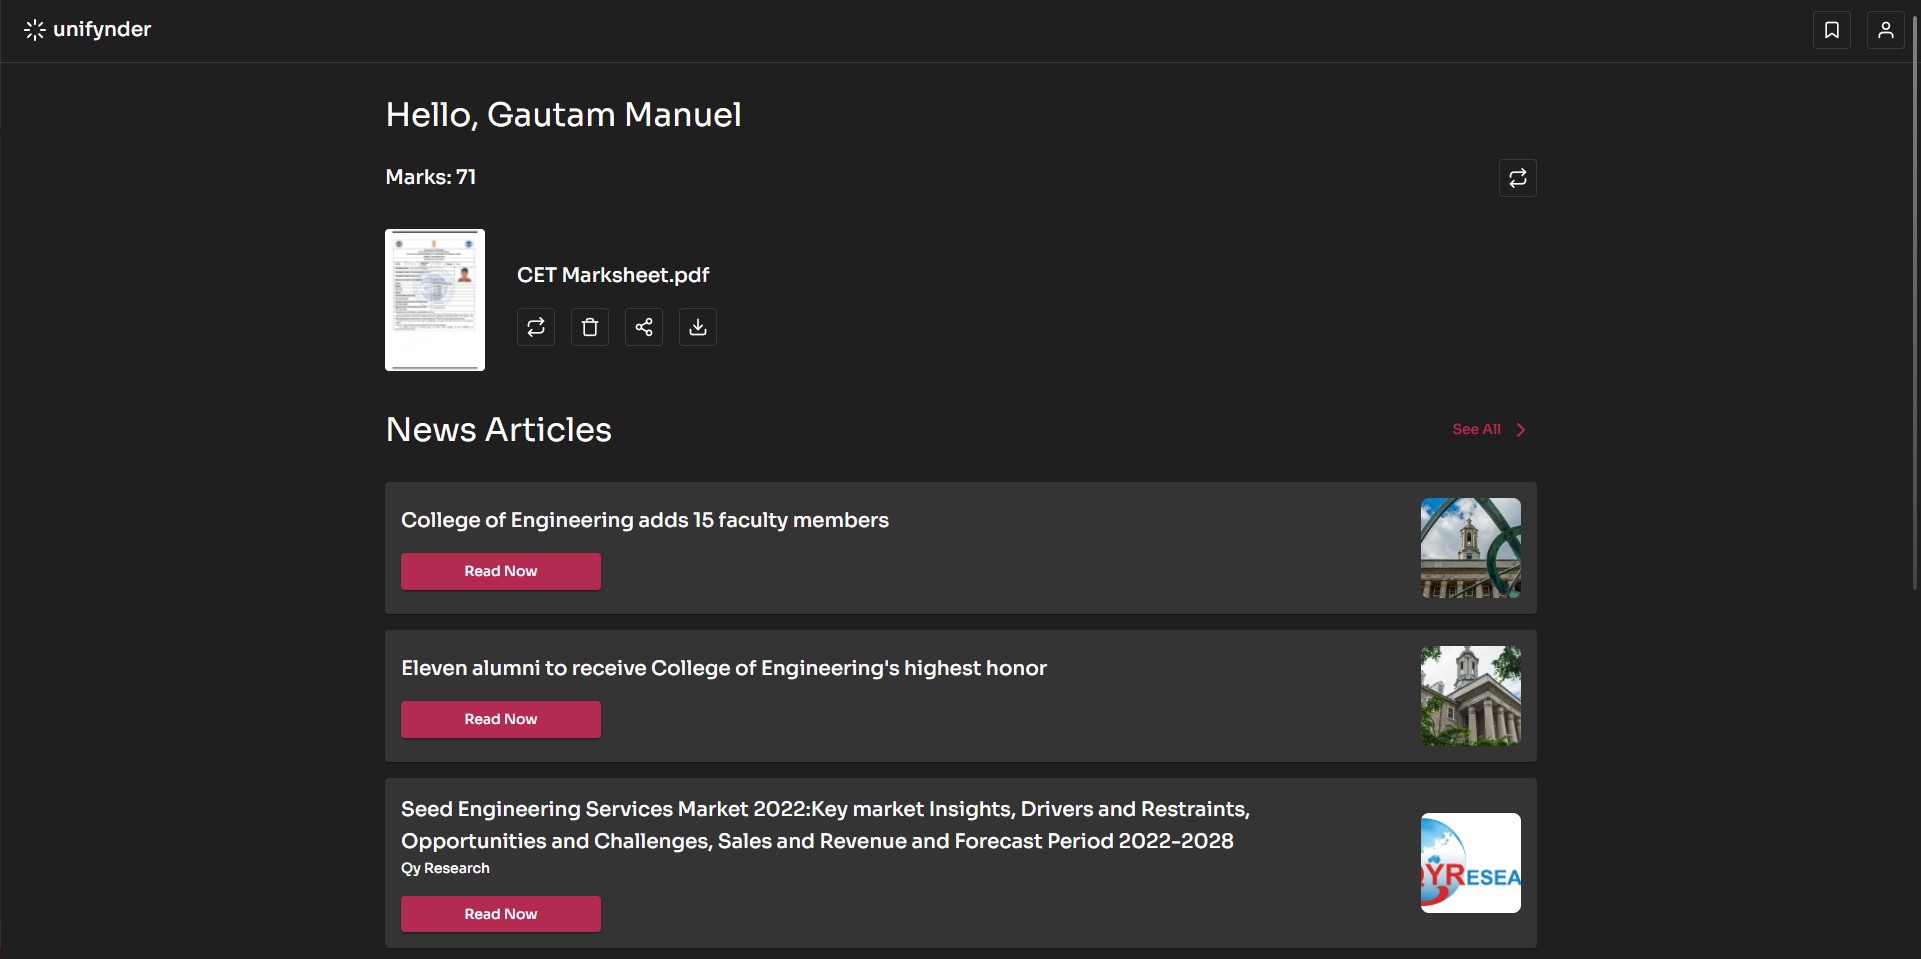 unifynder
Hello, Gautam Manuel
Marks: 71
CET Marksheet.pdf
News Articles
See All
College of Engineering adds 15 faculty members
Read Now
Eleven alumni to receive College of Engineering's highest honor
Read Now
Seed Engineering Services Market 2022:Key market Insights, Drivers and Restraints,
Opportunities and Challenges, Sales and Revenue and Forecast Period 2022-2028
Qy Research
Read Now
QYRESEA